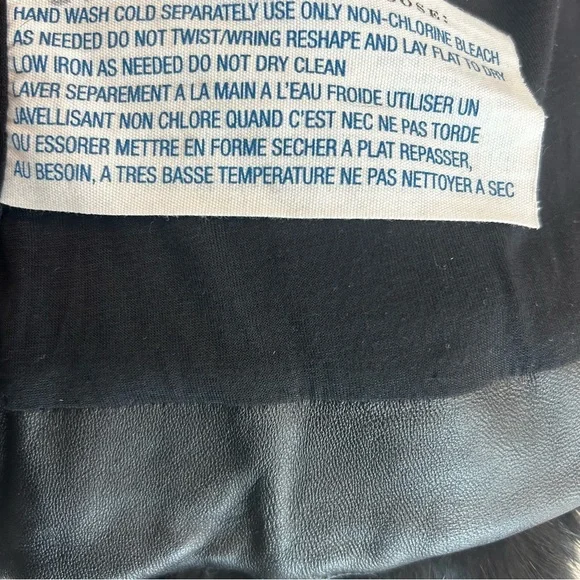 HAND WASH COLD SEPARATELY USE ONLY NON-CHLORINE BLEACH
AS NEEDED DO NOT TWIST/WRING RESHAPE AND LAY FLAT TO DRY
LOW IRON AS NEEDED DO NOT DRY CLEAN
LAVER SEPAREMENT A LA MAIN A L'EAU FROIDE UTILISER UN
JAVELLISANT NON CHLORE QUAND C'EST NEC NE PAS TORDE
OU ESSORER METTRE EN FORME SECHER A PLAT REPASSER,
AU BESOIN, A TRES BASSE TEMPERATURE NE PAS NETTOYER A SEC